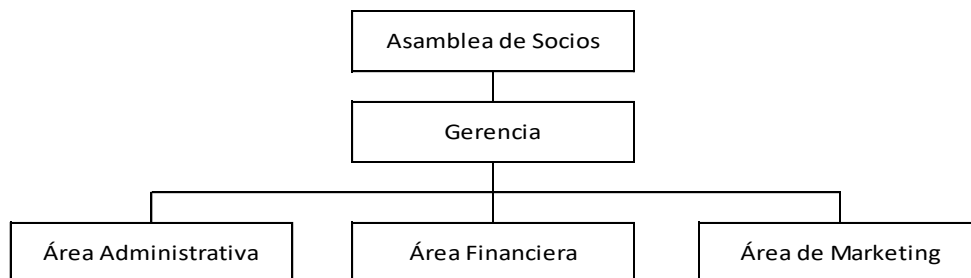 Asamblea de Socios
Gerencia
Área Administrativa
Área Financiera
Área de Marketing